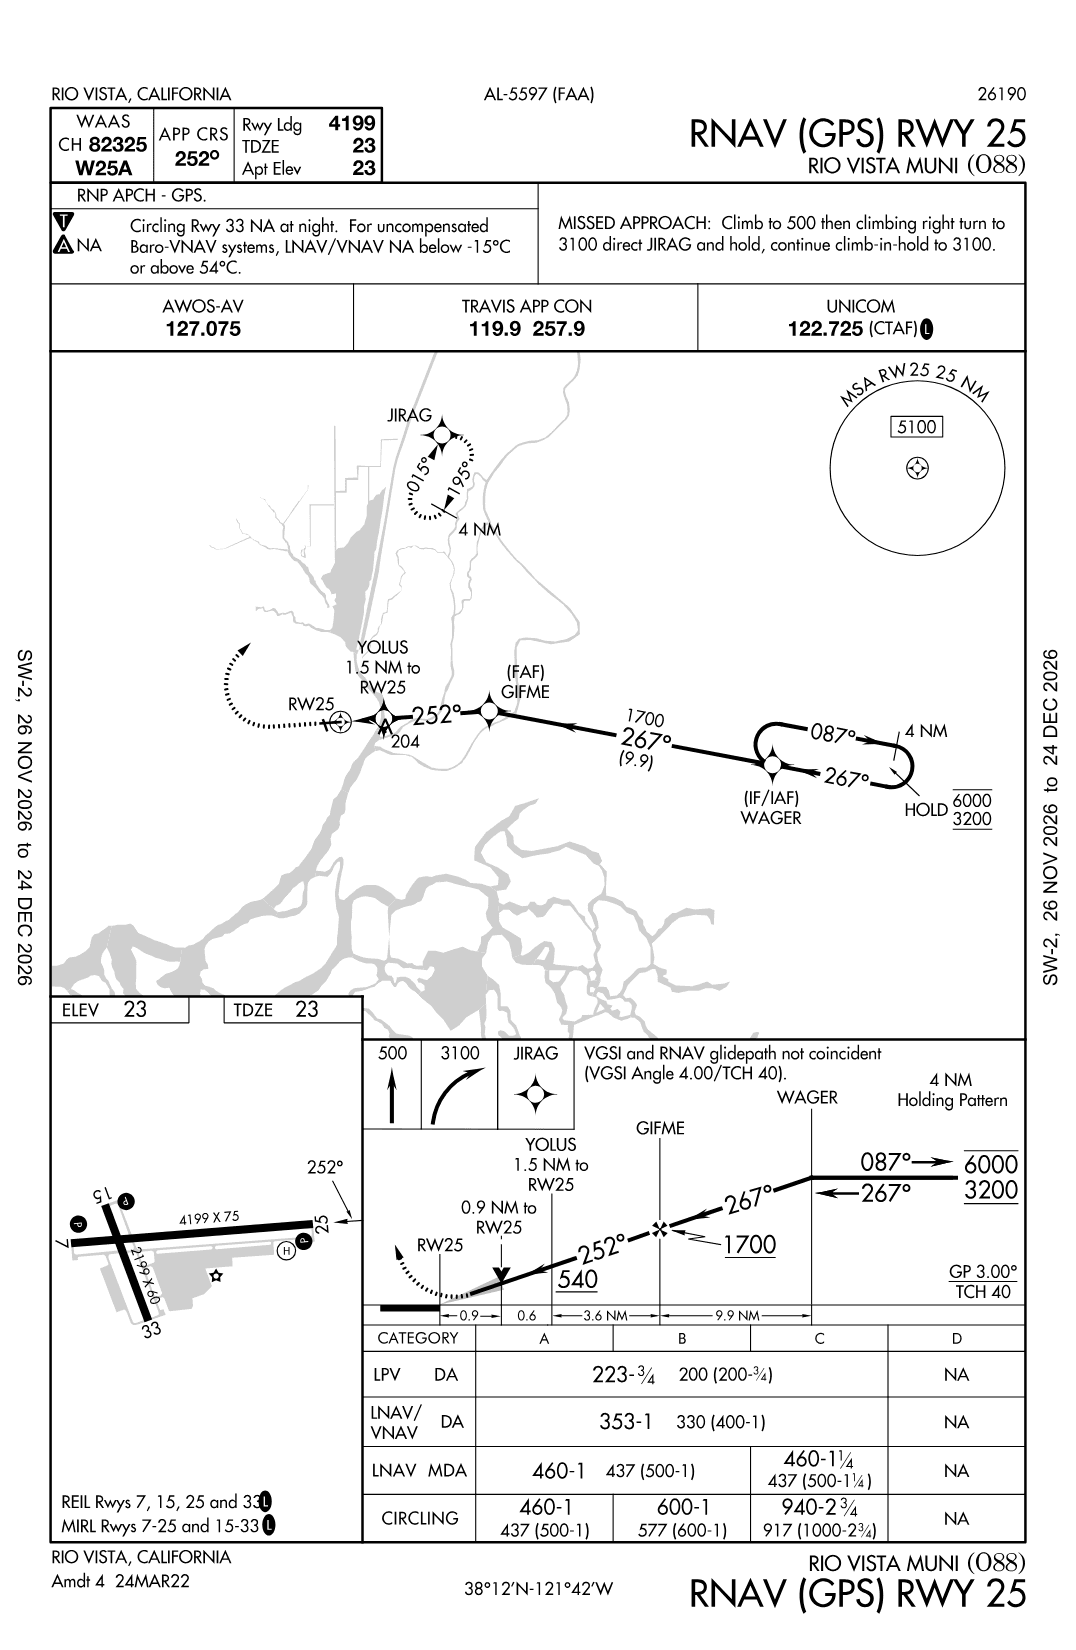 RIO VISTA, CALIFORNIA
AL-5597 (FAA)
26190
WAAS
CH 82325
W25A
APP CRS
252°
Rwy Ldg 4199
TDZE 23
Apt Elev 23
RNAV (GPS) RWY 25
RIO VISTA MUNI (O88)
RNP APCH - GPS.
T
A NA
Circling Rwy 33 NA at night. For uncompensated
Baro-VNAV systems, LNAV/VNAV NA below -15°C
or above 54°C.
MISSED APPROACH: Climb to 500 then climbing right turn to
3100 direct JIRAG and hold, continue climb-in-hold to 3100.
AWOS-AV
127.075
TRAVIS APP CON
119.9 257.9
UNICOM
122.725 (CTAF) L
MSA RW25 25 NM
5100
JIRAG
015°
195°
4 NM
YOLUS
1.5 NM to
RW25
RW25
204
252°
(FAF)
GIFME
1700
267°
(9.9)
087°
4 NM
267°
(IF/IAF)
WAGER
HOLD 6000
3200
SW-2, 26 NOV 2026 to 24 DEC 2026
SW-2, 26 NOV 2026 to 24 DEC 2026
ELEV 23
TDZE 23
252°
15
P
P
7
4199 X 75
25
P
H
2199 X 60
33
REIL Rwys 7, 15, 25 and 33 L
MIRL Rwys 7-25 and 15-33 L
500
3100
JIRAG
VGSI and RNAV glidepath not coincident
(VGSI Angle 4.00/TCH 40).
4 NM
Holding Pattern
WAGER
GIFME
YOLUS
1.5 NM to
RW25
0.9 NM to
RW25
RW25
087°
6000
267°
3200
267°
252°
1700
540
GP 3.00°
TCH 40
0.9
0.6
3.6 NM
9.9 NM
CATEGORY A B C D
LPV DA 223-¾ 200 (200-¾) NA
LNAV/
VNAV DA 353-1 330 (400-1) NA
LNAV MDA 460-1 437 (500-1) 460-1¼
437 (500-1¼) NA
CIRCLING 460-1
437 (500-1) 600-1
577 (600-1) 940-2¾
917 (1000-2¾) NA
RIO VISTA, CALIFORNIA
Amdt 4 24MAR22
38°12'N-121°42'W
RIO VISTA MUNI (O88)
RNAV (GPS) RWY 25